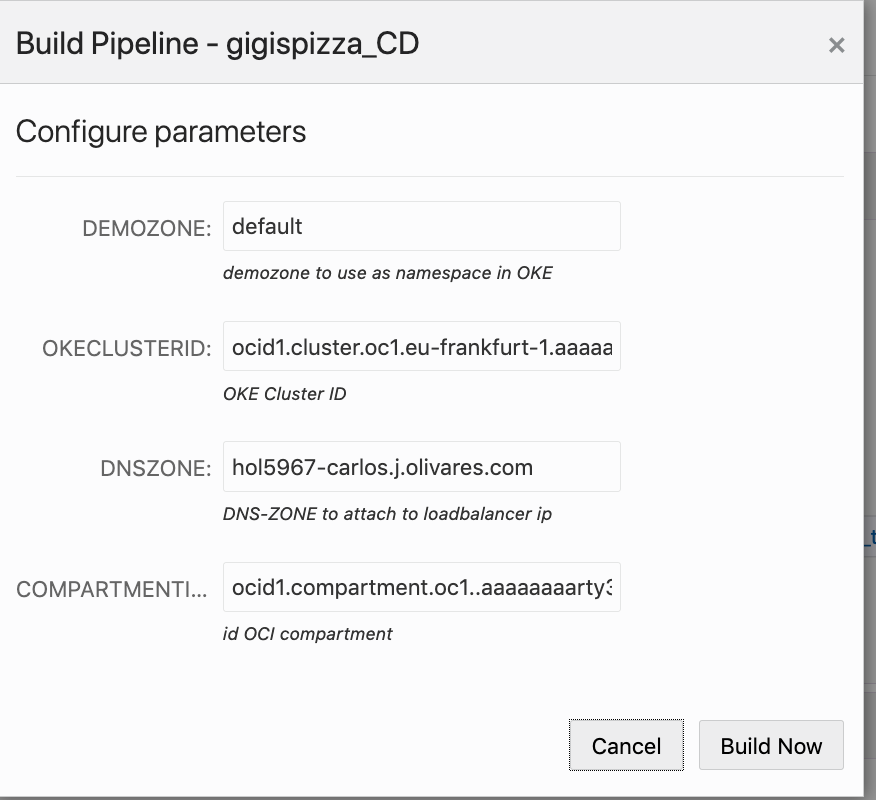 Build Pipeline - gigispizza_CD
×
Configure parameters
DEMOZONE: default
demozone to use as namespace in OKE
OKECLUSTERID: ocid1.cluster.oc1.eu-frankfurt-1.aaaaa
OKE Cluster ID
DNSZONE: hol5967-carlos.j.olivares.com
DNS-ZONE to attach to loadbalancer ip
COMPARTMENTI... ocid1.compartment.oc1..aaaaaaaarty3
id OCI compartment
_t
Cancel Build Now